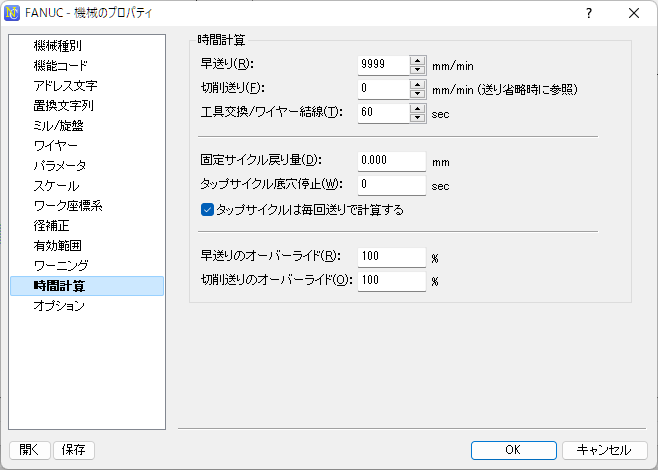 FANUC - 機械のプロパティ
?
機械種別
機能コード
アドレス文字
置換文字列
ミル/旋盤
ワイヤー
パラメータ
スケール
ワーク座標系
径補正
有効範囲
ワーニング
時間計算
オプション
時間計算
早送り(R): 9999 mm/min
切削送り(F): 0 mm/min (送り省略時に参照)
工具交換/ワイヤー結線(T): 60 sec
固定サイクル戻り量(D): 0.000 mm
タップサイクル底穴停止(W): 0 sec
タップサイクルは毎回送りで計算する
早送りのオーバーライド(R): 100 %
切削送りのオーバーライド(O): 100 %
開く 保存 OK キャンセル